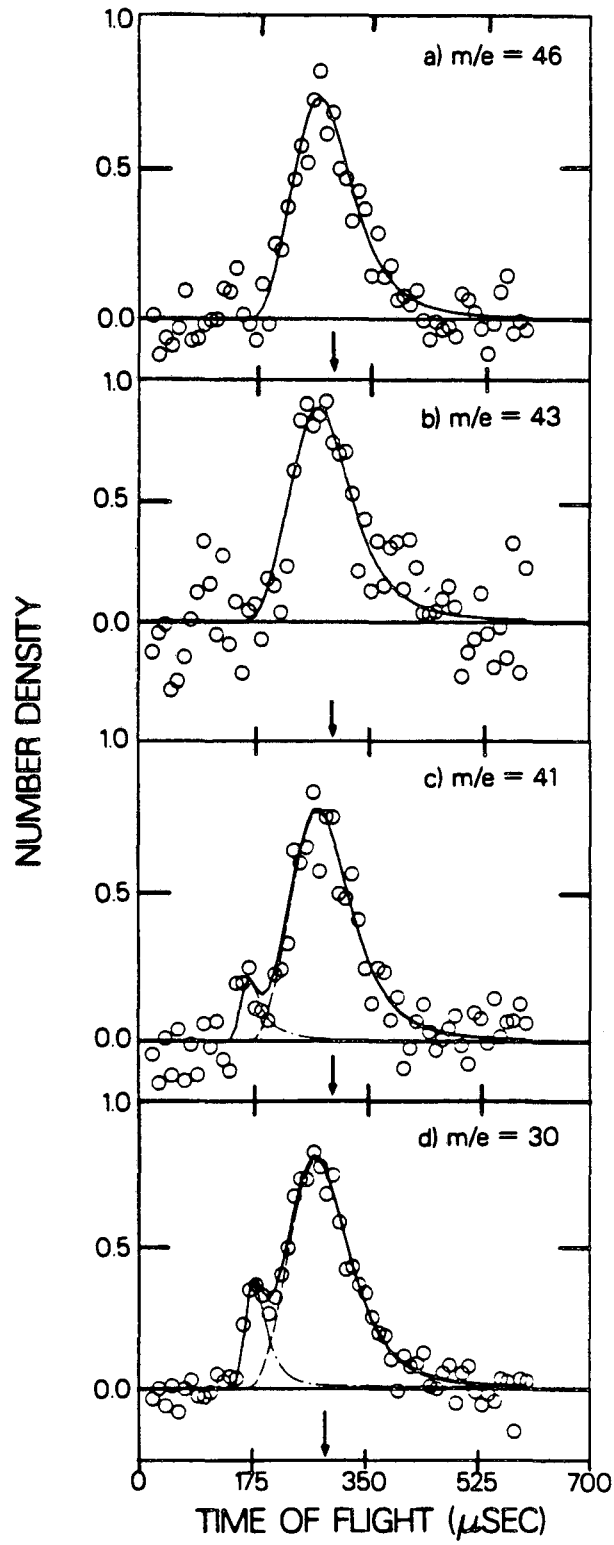 1.0
a) m/e = 46
0.5
0.0
1.0
b) m/e = 43
0.5
0.0
NUMBER DENSITY
1.0
c) m/e = 41
0.5
0.0
1.0
d) m/e = 30
0.5
0.0
0 175 350 525 700
TIME OF FLIGHT (μSEC)